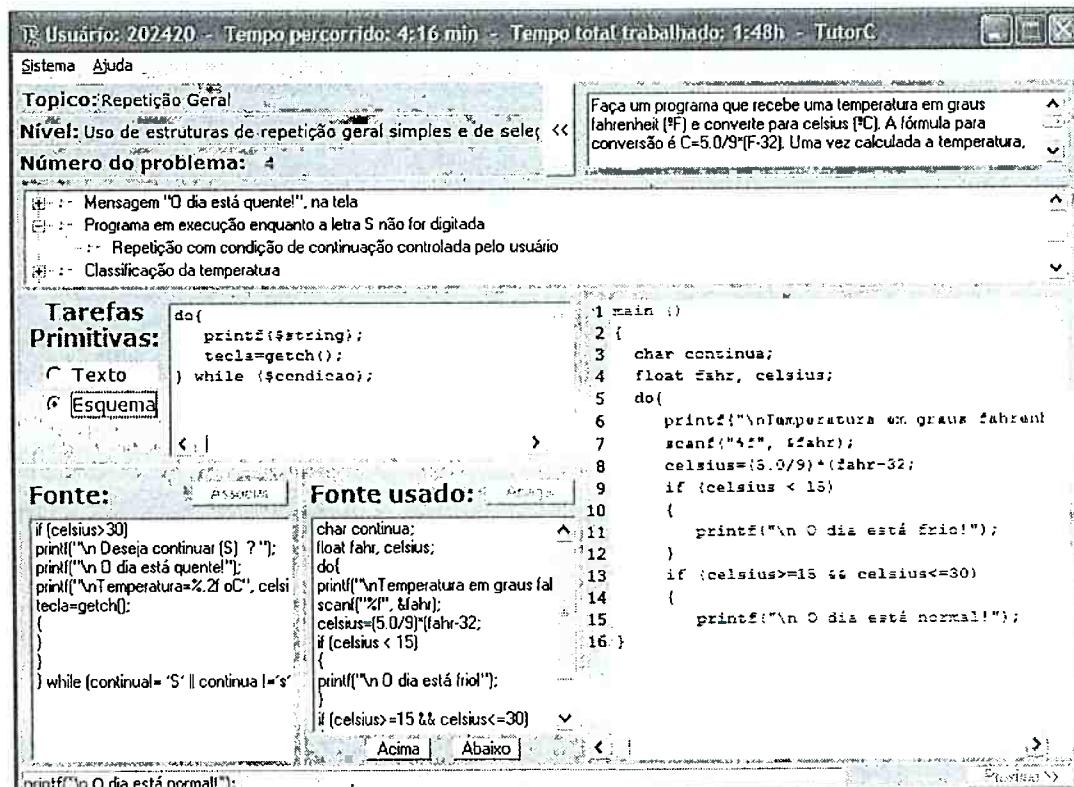 Usuário: 202420 - Tempo percorrido: 4:16 min - Tempo total trabalhado: 1:48h - TutorC
Sistema Ajuda
Topico: Repetição Geral
Nível: Uso de estruturas de repetição geral simples e de seleç <<
Número do problema: 4
Faça um programa que recebe uma temperatura em graus
fahrenheit (ºF) e converte para celsius (ºC). A fórmula para
conversão é C=5.0/9*(F-32). Uma vez calculada a temperatura,
Mensagem "O dia está quente!", na tela
Programa em execução enquanto a letra S não for digitada
Repetição com condição de continuação controlada pelo usuário
Classificação da temperatura
Tarefas
Primitivas:
Texto
Esquema
do{
printf($string);
tecla=getch();
} while ($condicao);
Fonte:
Associa
if (celsius>30)
printf("\n Deseja continuar (S) ? ");
printf("\n O dia está quente!");
printf("\nTemperatura=%.2f oC", celsi
tecla=getch();
{
}
}
} while (continua!= 'S' || continua !='s'
Fonte usado:
Apaga
char continua;
float fahr, celsius;
do{
printf("\nTemperatura em graus fal
scanf("%f", &fahr);
celsius=(5.0/9)*(fahr-32;
if (celsius < 15)
{
printf("\n O dia está frio!");
}
if (celsius>=15 && celsius<=30)
Acima Abaixo
1 main ()
2 {
3 char continua;
4 float fahr, celsius;
5 do{
6 printf("\nTemperatura em graus fahrenh
7 scanf("%f", &fahr);
8 celsius=(5.0/9)*(fahr-32;
9 if (celsius < 15)
10 {
11 printf("\n O dia está frio!");
12 }
13 if (celsius>=15 && celsius<=30)
14 {
15 printf("\n O dia está normal!");
16 }
printf("\n O dia está normal!");
Próximo >>